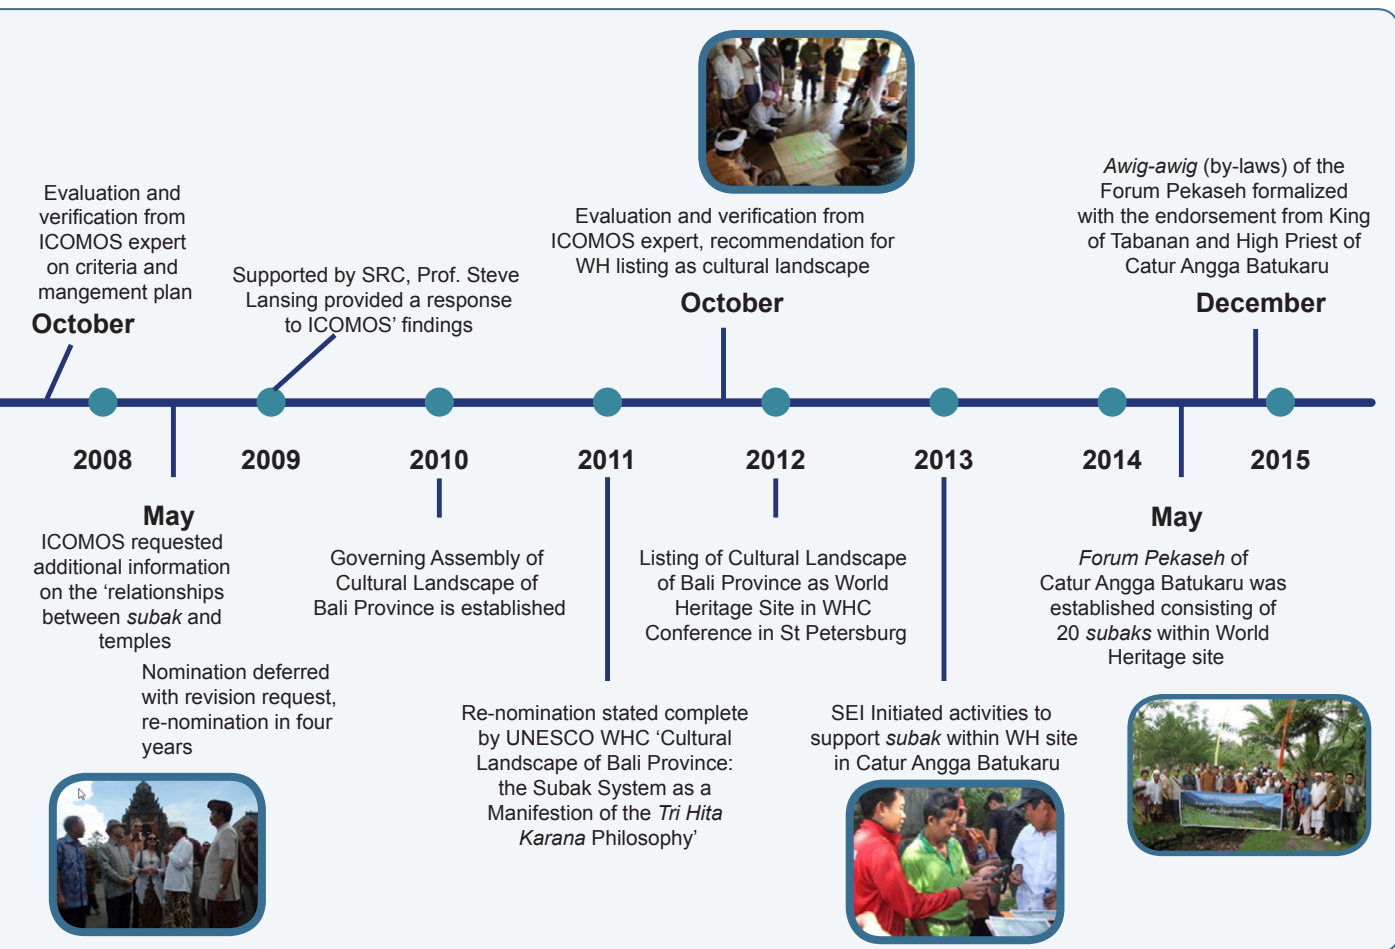 Evaluation and
verification from
ICOMOS expert
on criteria and
mangement plan
October
Supported by SRC, Prof. Steve
Lansing provided a response
to ICOMOS’ findings
Evaluation and verification from
ICOMOS expert, recommendation for
WH listing as cultural landscape
October
Awig-awig (by-laws) of the
Forum Pekaseh formalized
with the endorsement from King
of Tabanan and High Priest of
Catur Angga Batukaru
December
2008
2009
2010
2011
2012
2013
2014
2015
May
ICOMOS requested
additional information
on the ‘relationships
between subak and
temples
Nomination deferred
with revision request,
re-nomination in four
years
Governing Assembly of
Cultural Landscape of
Bali Province is established
Re-nomination stated complete
by UNESCO WHC ‘Cultural
Landscape of Bali Province:
the Subak System as a
Manifestion of the Tri Hita
Karana Philosophy’
Listing of Cultural Landscape
of Bali Province as World
Heritage Site in WHC
Conference in St Petersburg
SEI Initiated activities to
support subak within WH site
in Catur Angga Batukaru
May
Forum Pekaseh of
Catur Angga Batukaru was
established consisting of
20 subaks within World
Heritage site